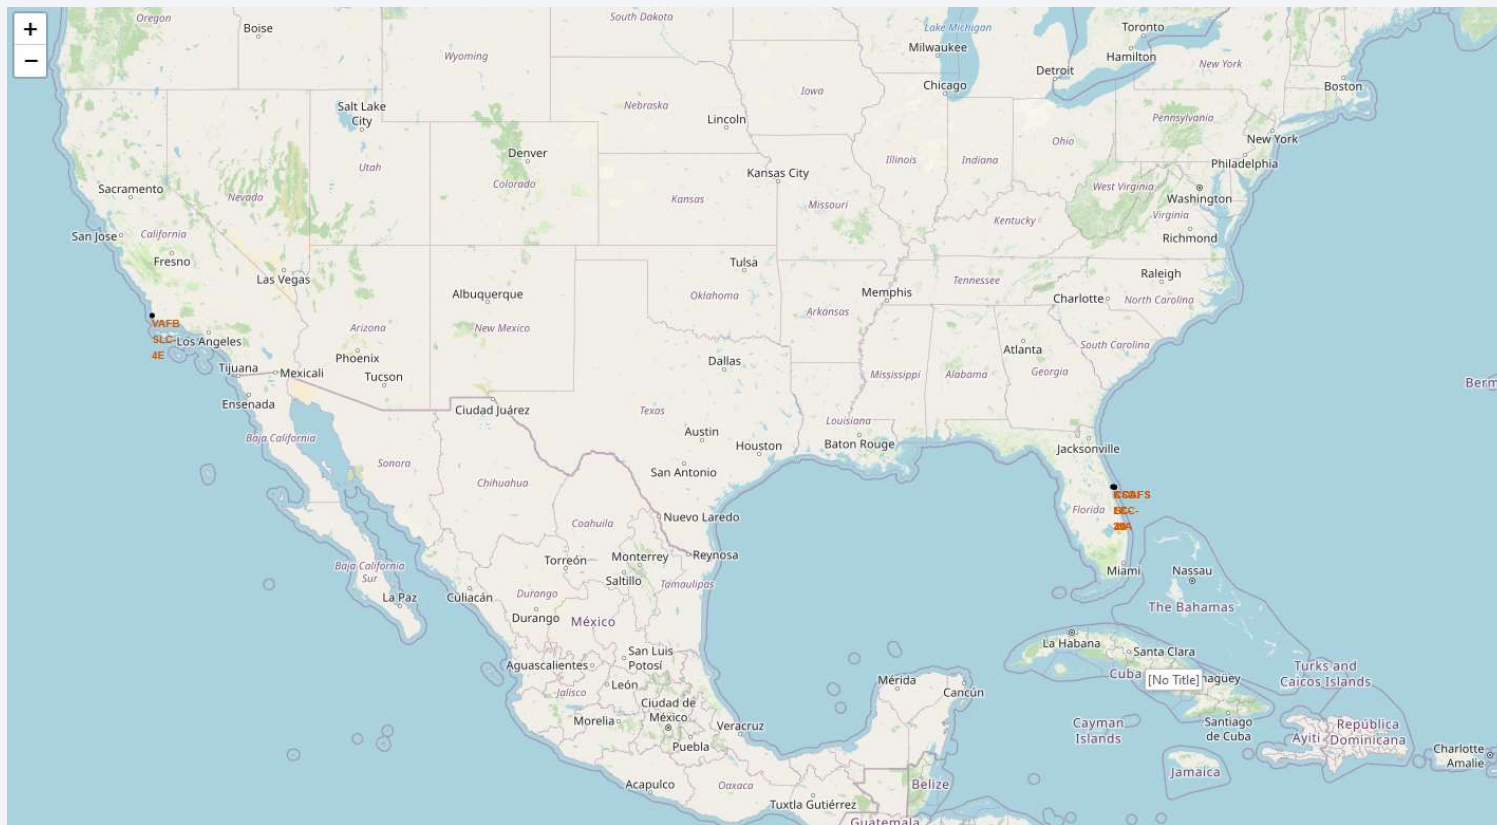 +
−
Oregon
Boise
South Dakota
Lake Michigan
Toronto
Milwaukee
Hamilton
Wyoming
Detroit
New York
Chicago
Iowa
Boston
Nebraska
Salt Lake
City
Lincoln
Pennsylvania
New York
Ohio
Denver
Illinois
Indiana
Philadelphia
Utah
Kansas City
Colorado
West Virginia
Sacramento
Nevada
Kansas
Missouri
Washington
Virginia
Kentucky
San Jose
California
Richmond
Fresno
Tulsa
Raleigh
Las Vegas
Tennessee
Albuquerque
Oklahoma
Memphis
Charlotte
North Carolina
Arkansas
VAFB
SLC-
4E
Los Angeles
Arizona
New Mexico
South Carolina
Atlanta
Phoenix
Dallas
Tijuana
Mexicali
Tucson
Mississippi
Alabama
Georgia
Berm
Ensenada
Ciudad Juárez
Texas
Louisiana
Austin
Baja California
Houston
Baton Rouge
Jacksonville
Sonora
San Antonio
Chihuahua
Florida
Nuevo Laredo
Coahuila
Torreón
Monterrey
Reynosa
Baja California
Sur
Saltillo
Tamaulipas
Miami
Nassau
La Paz
Culiacán
Durango
The Bahamas
Durango
México
La Habana
Santa Clara
San Luis
Potosí
Aguascalientes
Turks and
Caicos Islands
Cuba
[No Title]
naguey
León
Jalisco
Mérida
Cancún
Ciudad de
México
Morelia
Veracruz
Cayman
Islands
Santiago
de Cuba
República
Dominicana
Ayiti
Puebla
Charlotte
Amalie
Jamaica
Acapulco
Oaxaca
Belize
Tuxtla Gutiérrez
Guatemala